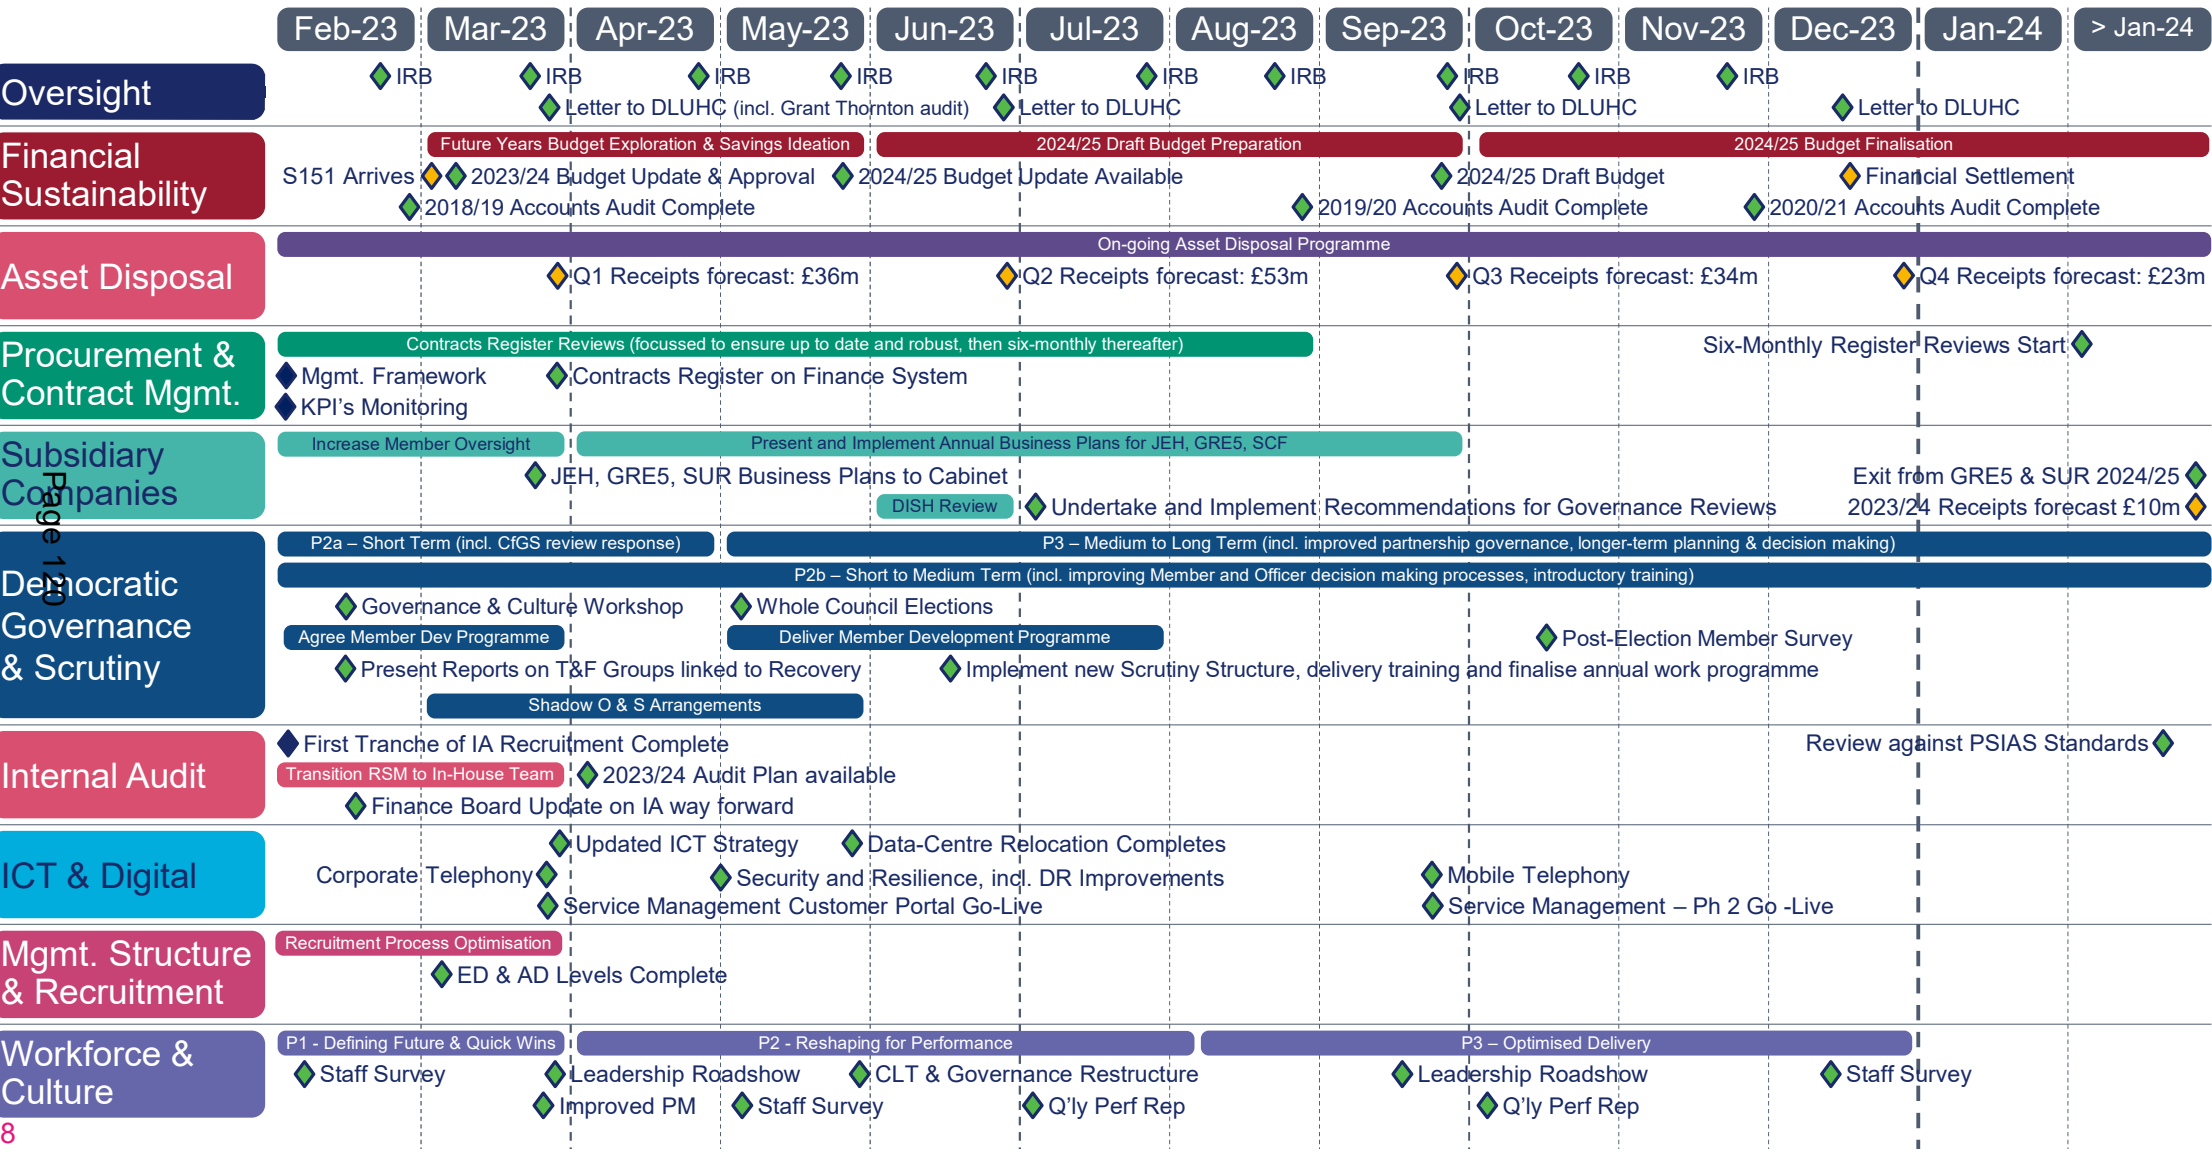 Feb-23 Mar-23 Apr-23 May-23 Jun-23 Jul-23 Aug-23 Sep-23 Oct-23 Nov-23 Dec-23 Jan-24 > Jan-24
Oversight
IRB IRB IRB IRB IRB IRB IRB IRB IRB IRB
Letter to DLUHC (incl. Grant Thornton audit) Letter to DLUHC Letter to DLUHC Letter to DLUHC
Financial
Sustainability
Future Years Budget Exploration & Savings Ideation 2024/25 Draft Budget Preparation 2024/25 Budget Finalisation
S151 Arrives 2023/24 Budget Update & Approval 2024/25 Budget Update Available 2024/25 Draft Budget Financial Settlement
2018/19 Accounts Audit Complete 2019/20 Accounts Audit Complete 2020/21 Accounts Audit Complete
Asset Disposal
On-going Asset Disposal Programme
Q1 Receipts forecast: £36m Q2 Receipts forecast: £53m Q3 Receipts forecast: £34m Q4 Receipts forecast: £23m
Procurement &
Contract Mgmt.
Contracts Register Reviews (focussed to ensure up to date and robust, then six-monthly thereafter) Six-Monthly Register Reviews Start
Mgmt. Framework Contracts Register on Finance System
KPI's Monitoring
Subsidiary
Companies
Increase Member Oversight Present and Implement Annual Business Plans for JEH, GRE5, SCF
JEH, GRE5, SUR Business Plans to Cabinet Exit from GRE5 & SUR 2024/25
DISH Review Undertake and Implement Recommendations for Governance Reviews 2023/24 Receipts forecast £10m
Page 120
Democratic
Governance
& Scrutiny
P2a – Short Term (incl. CfGS review response) P3 – Medium to Long Term (incl. improved partnership governance, longer-term planning & decision making)
P2b – Short to Medium Term (incl. improving Member and Officer decision making processes, introductory training)
Governance & Culture Workshop Whole Council Elections
Agree Member Dev Programme Deliver Member Development Programme Post-Election Member Survey
Present Reports on T&F Groups linked to Recovery Implement new Scrutiny Structure, delivery training and finalise annual work programme
Shadow O & S Arrangements
Internal Audit
First Tranche of IA Recruitment Complete Review against PSIAS Standards
Transition RSM to In-House Team 2023/24 Audit Plan available
Finance Board Update on IA way forward
ICT & Digital
Updated ICT Strategy Data-Centre Relocation Completes
Corporate Telephony Security and Resilience, incl. DR Improvements Mobile Telephony
Service Management Customer Portal Go-Live Service Management – Ph 2 Go -Live
Mgmt. Structure
& Recruitment
Recruitment Process Optimisation
ED & AD Levels Complete
Workforce &
Culture
P1 - Defining Future & Quick Wins P2 - Reshaping for Performance P3 – Optimised Delivery
Staff Survey Leadership Roadshow CLT & Governance Restructure Leadership Roadshow Staff Survey
Improved PM Staff Survey Q'ly Perf Rep Q'ly Perf Rep
8